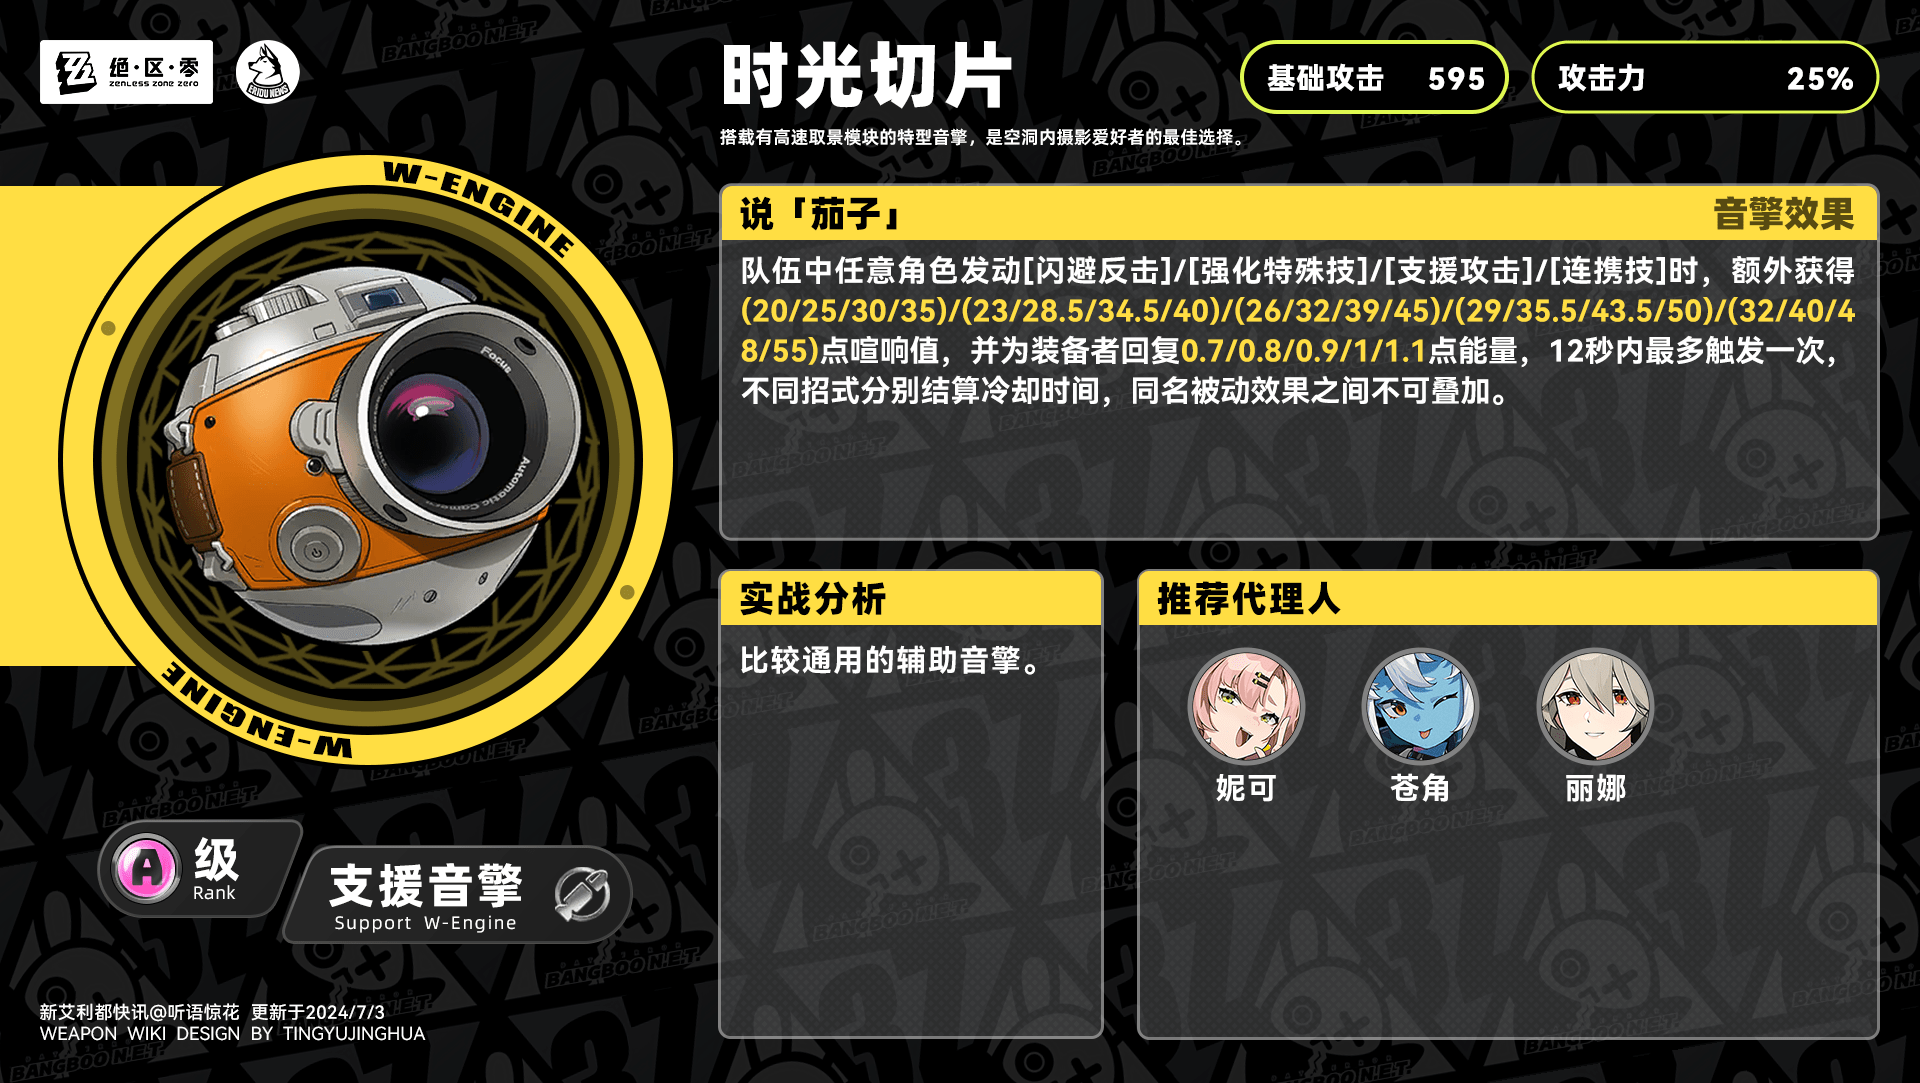 绝·区·零
ZENLESS ZONE ZERO
ERIDU NEWS
时光切片
基础攻击 595
攻击力 25%
搭载有高速取景模块的特型音擎，是空洞内摄影爱好者的最佳选择。
W-ENGINE
Focus
Automatic Camera
W-ENGINE
说「茄子」
音擎效果
队伍中任意角色发动[闪避反击]/[强化特殊技]/[支援攻击]/[连携技]时，额外获得
(20/25/30/35)/(23/28.5/34.5/40)/(26/32/39/45)/(29/35.5/43.5/50)/(32/40/4
8/55)点喧响值，并为装备者回复0.7/0.8/0.9/1/1.1点能量，12秒内最多触发一次，
不同招式分别结算冷却时间，同名被动效果之间不可叠加。
实战分析
比较通用的辅助音擎。
推荐代理人
妮可
苍角
丽娜
A
级
Rank
支援音擎
Support W-Engine
新艾利都快讯@听语惊花 更新于2024/7/3
WEAPON WIKI DESIGN BY TINGYUJINGHUA
BANGBOO N.E.T.